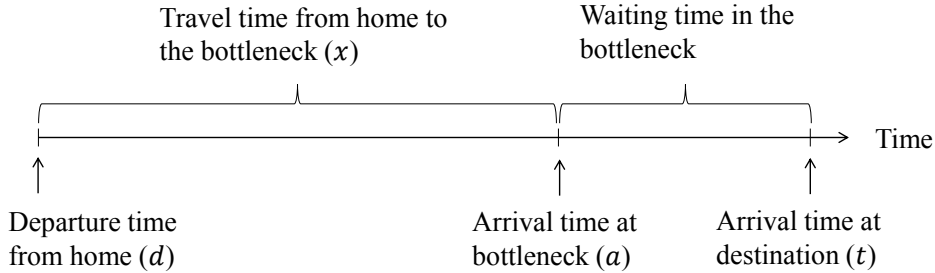 Travel time from home to
the bottleneck (x)
Waiting time in the
bottleneck
Time
Departure time
from home (d)
Arrival time at
bottleneck (a)
Arrival time at
destination (t)